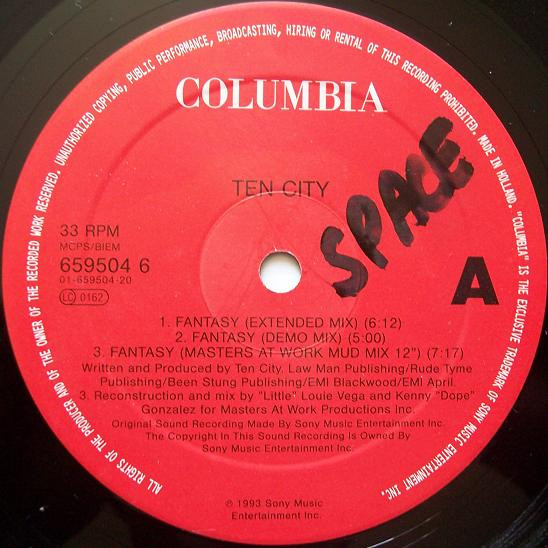 ALL RIGHTS OF THE PRODUCER AND OF THE OWNER OF THE RECORDED WORK RESERVED. UNAUTHORIZED COPYING, PUBLIC PERFORMANCE, BROADCASTING, HIRING OR RENTAL OF THIS RECORDING PROHIBITED. MADE IN HOLLAND. "COLUMBIA" IS THE EXCLUSIVE TRADEMARK OF SONY MUSIC ENTERTAINMENT INC.
COLUMBIA
TEN CITY
SPACE
33 RPM
MCPS/BIEM
659504 6
01-659504-20
LC 0162
A
1. FANTASY (EXTENDED MIX) (6:12)
2. FANTASY (DEMO MIX) (5:00)
3. FANTASY (MASTERS AT WORK MUD MIX 12") (7:17)
Written and Produced by Ten City. Law Man Publishing/Rude Tyme
Publishing/Been Stung Publishing/EMI Blackwood/EMI April.
3. Reconstruction and mix by "Little" Louie Vega and Kenny "Dope"
Gonzalez for Masters At Work Productions Inc.
Original Sound Recording Made By Sony Music Entertainment Inc.
The Copyright In This Sound Recording Is Owned By
Sony Music Entertainment Inc.
℗ 1993 Sony Music
Entertainment Inc.